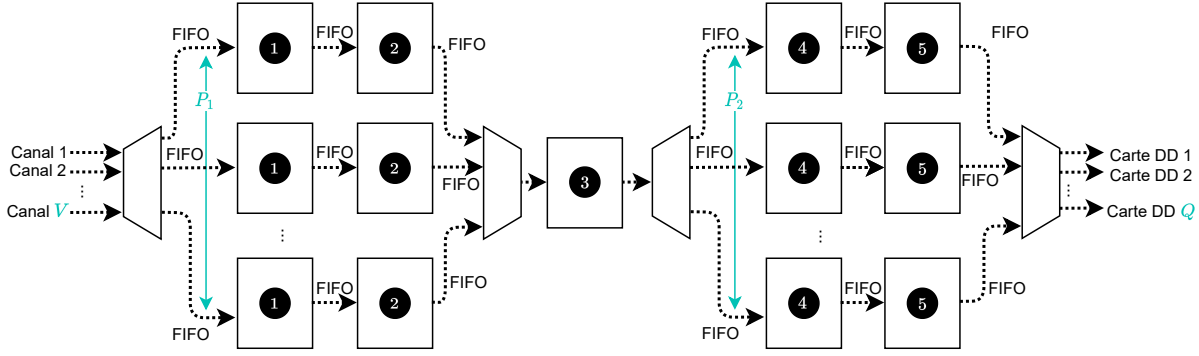 FIFO
1
FIFO
2
FIFO
FIFO
4
FIFO
5
FIFO
P1
P2
Canal 1
Canal 2
...
Canal V
FIFO
1
FIFO
2
FIFO
3
FIFO
4
FIFO
5
FIFO
Carte DD 1
Carte DD 2
...
Carte DD Q
...
...
FIFO
1
FIFO
2
FIFO
FIFO
4
FIFO
5
FIFO